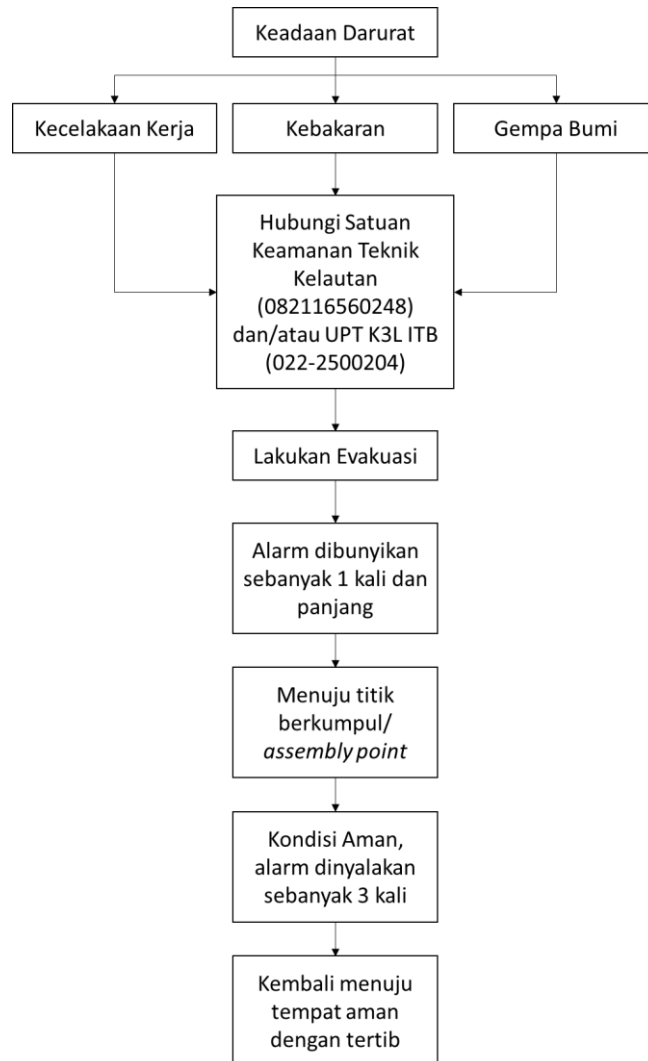 Keadaan Darurat
Kecelakaan Kerja
Kebakaran
Gempa Bumi
Hubungi Satuan
Keamanan Teknik
Kelautan
(082116560248)
dan/atau UPT K3L ITB
(022-2500204)
Lakukan Evakuasi
Alarm dibunyikan
sebanyak 1 kali dan
panjang
Menuju titik
berkumpul/
assembly point
Kondisi Aman,
alarm dinyalakan
sebanyak 3 kali
Kembali menuju
tempat aman
dengan tertib